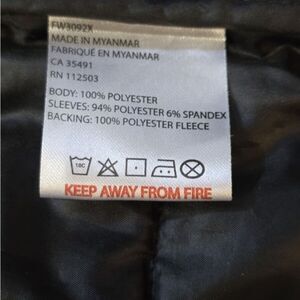 FW3092X
MADE IN MYANMAR
FABRIQUÉ EN MYANMAR
CA 35491
RN 112503
BODY: 100% POLYESTER
SLEEVES: 94% POLYESTER 6% SPANDEX
BACKING: 100% POLYESTER FLEECE
KEEP AWAY FROM FIRE